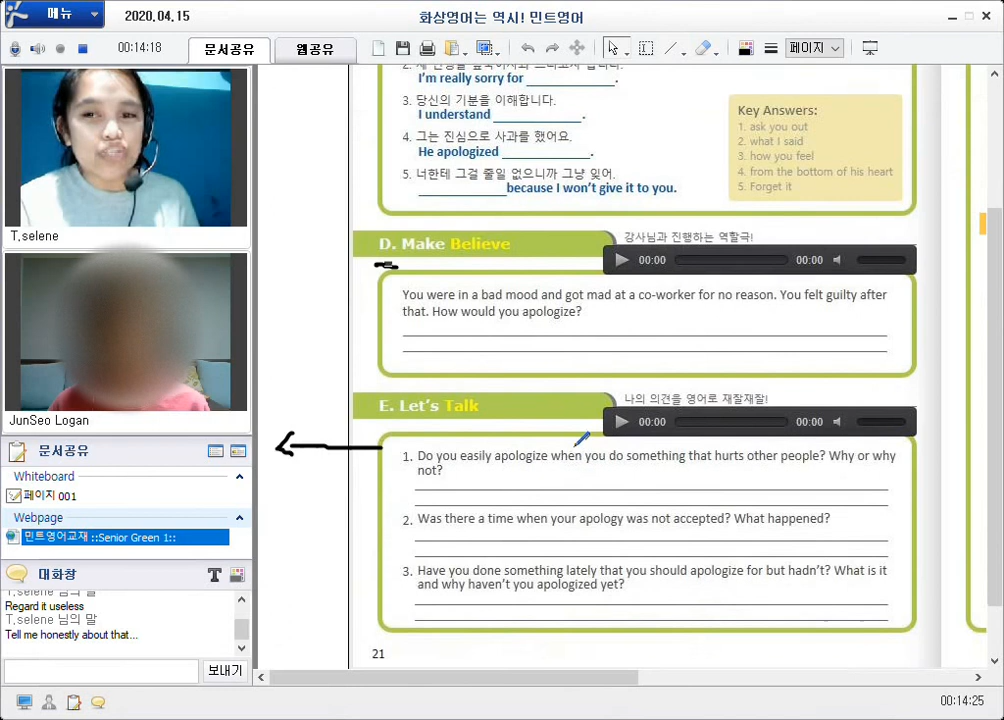 메뉴
2020.04.15
화상영어는 역시! 민트영어
00:14:18
문서공유
웹공유
페이지
T.selene
JunSeo Logan
문서공유
Whiteboard
페이지 001
Webpage
민트영어교재 ::Senior Green 1::
대화창
T.selene 님의 말
Regard it useless
T.selene 님의 말
Tell me honestly about that...
보내기
I'm really sorry for ____________.
3. 당신의 기분을 이해합니다.
I understand ____________.
4. 그는 진심으로 사과를 했어요.
He apologized ____________.
5. 너한테 그걸 줄일 없으니까 그냥 잊어.
____________because I won't give it to you.
Key Answers:
1. ask you out
2. what I said
3. how you feel
4. from the bottom of his heart
5. Forget it
D. Make Believe
강사님과 진행하는 역할극!
00:00 00:00
You were in a bad mood and got mad at a co-worker for no reason. You felt guilty after
that. How would you apologize?
E. Let's Talk
나의 의견을 영어로 재잘재잘!
00:00 00:00
1. Do you easily apologize when you do something that hurts other people? Why or why
not?
2. Was there a time when your apology was not accepted? What happened?
3. Have you done something lately that you should apologize for but hadn't? What is it
and why haven't you apologized yet?
21
00:14:25